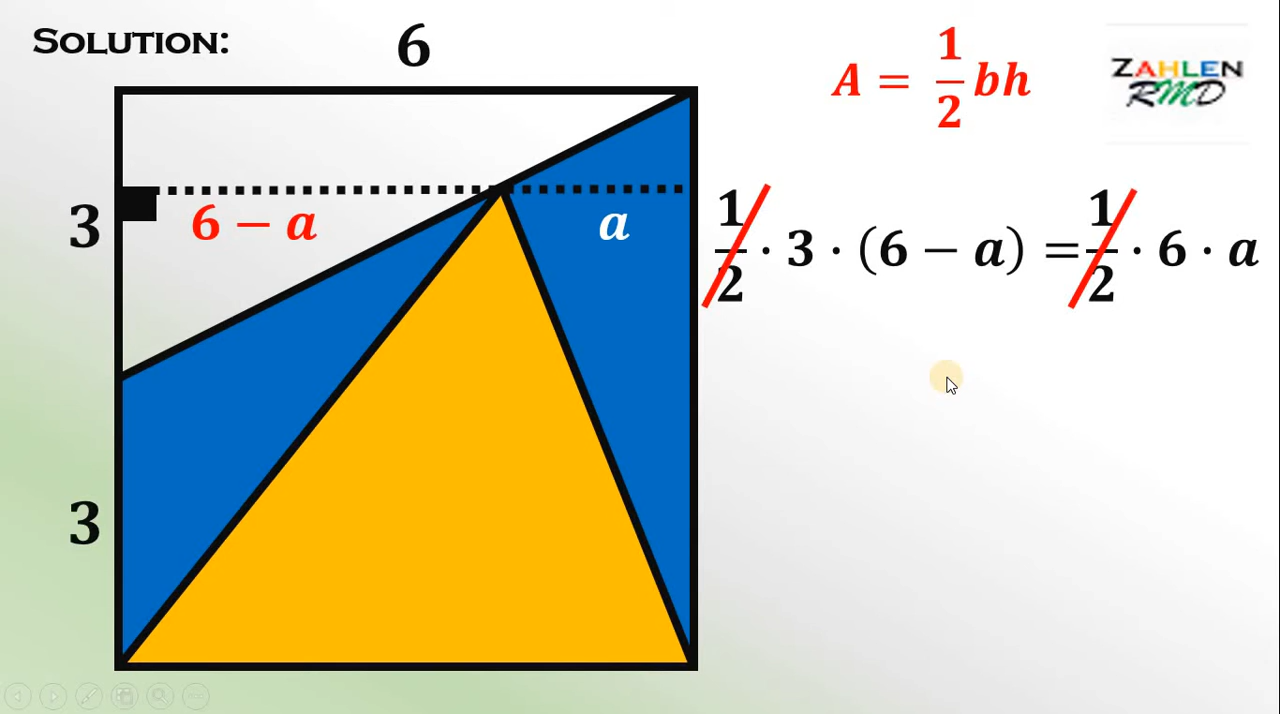 SOLUTION:
6
A = 1/2 bh
ZAHLEN
RMD
3
6 − a
a
1/2 · 3 · (6 − a) = 1/2 · 6 · a
3